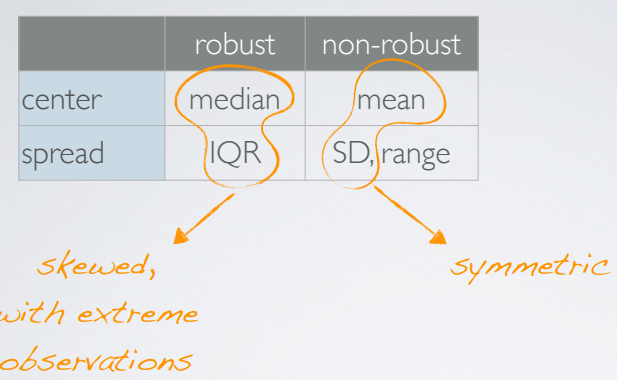 robust non-robust
center median mean
spread IQR SD, range
skewed,
with extreme
observations
symmetric